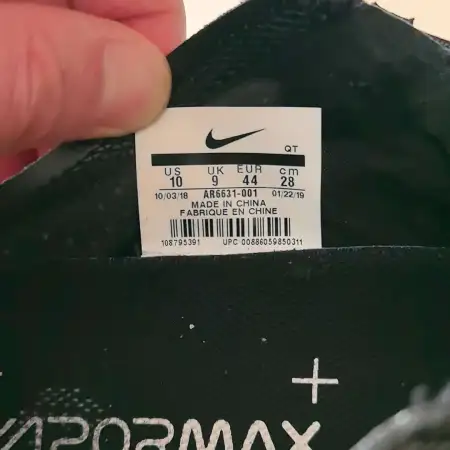 QT
US UK EUR cm
10 9 44 28
10/03/18 AR6631-001 01/22/19
MADE IN CHINA
FABRIQUE EN CHINE
108795391 UPC 00886059850311
VAPORMAX